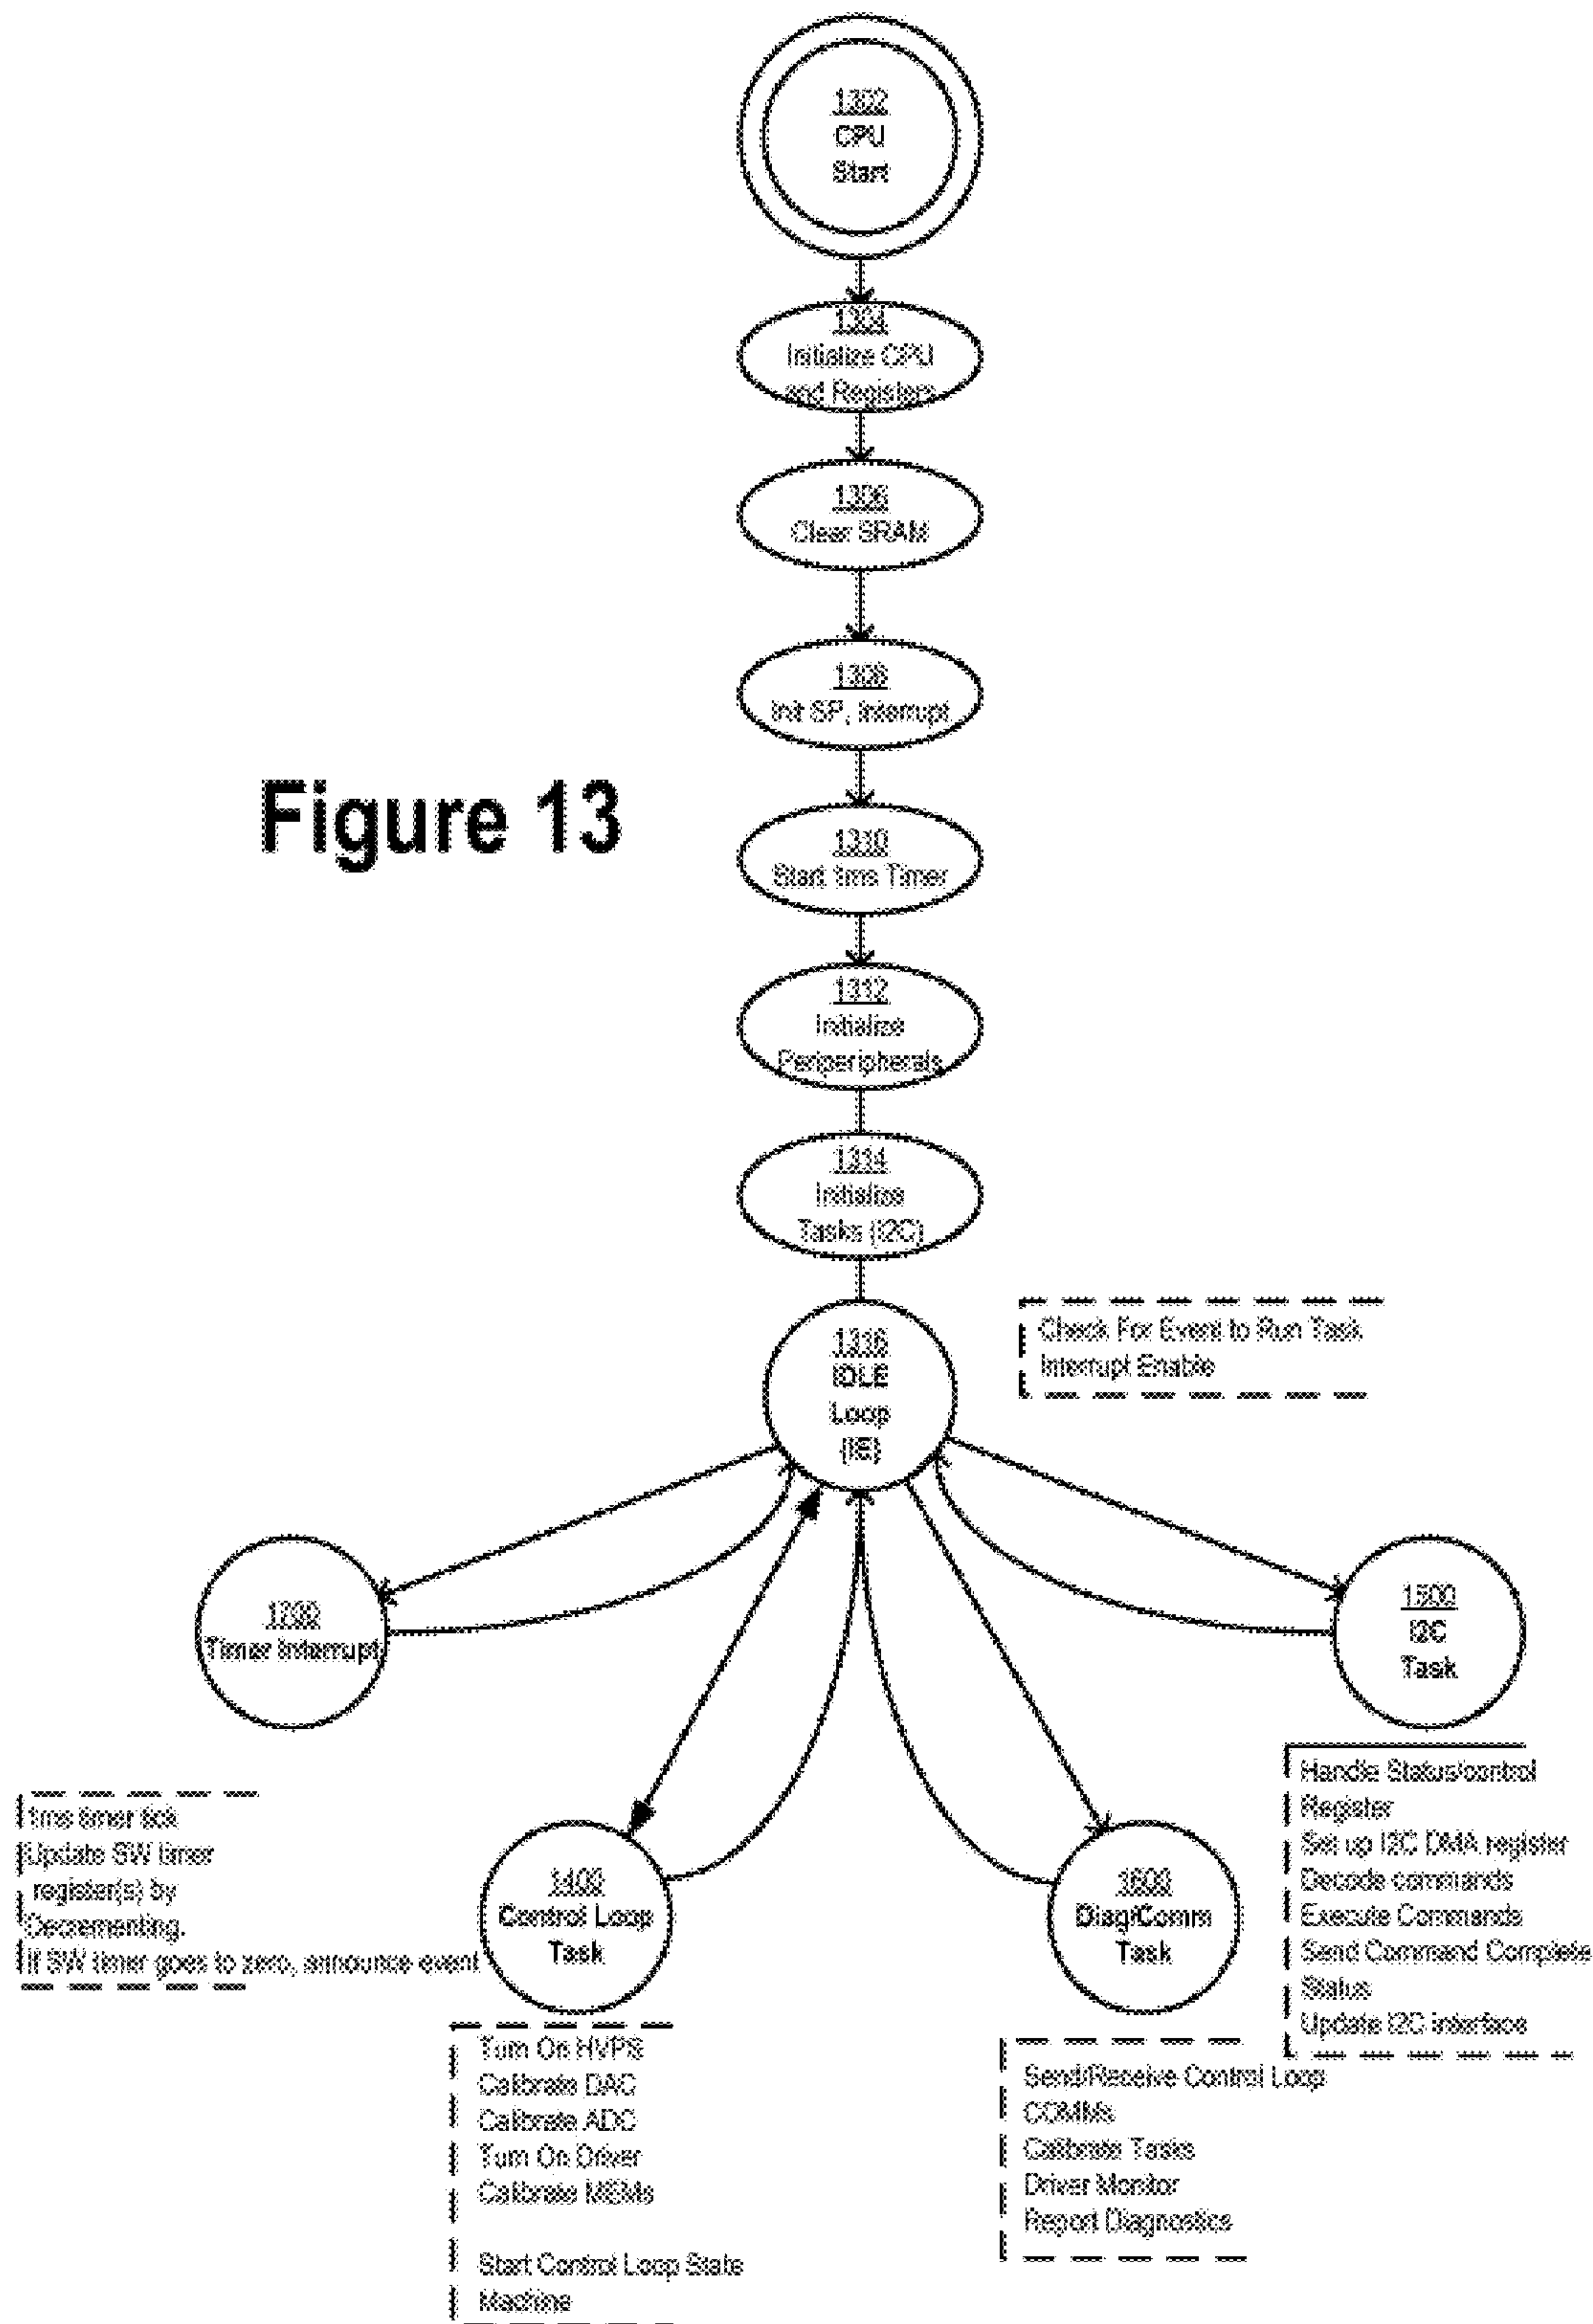 1302
CPU
Start
1304
Initialize CPU
and Registers
1306
Clear SRAM
1308
Init SP, Interrupt
Figure 13
1310
Start 1ms Timer
1312
Initialize
Periperipherals
1314
Initialize
Tasks (I2C)
1316
IDLE
Loop
(IE)
Check For Event to Run Task
Interrupt Enable
1700
Timer Interrupt
1500
I2C
Task
1400
Control Loop
Task
1600
Diag/Comm
Task
1ms timer tick
Update SW timer
register(s) by
Decrementing.
If SW timer goes to zero, announce event
Handle Status/control
Register
Set up I2C DMA register
Decode commands
Execute Commands
Send Command Complete
Status
Update I2C interface
Turn On HVPS
Calibrate DAC
Calibrate ADC
Turn On Driver
Calibrate MEMs
Start Control Loop State
Machine
Send/Receive Control Loop
COMMs
Calibrate Tasks
Driver Monitor
Report Diagnostics